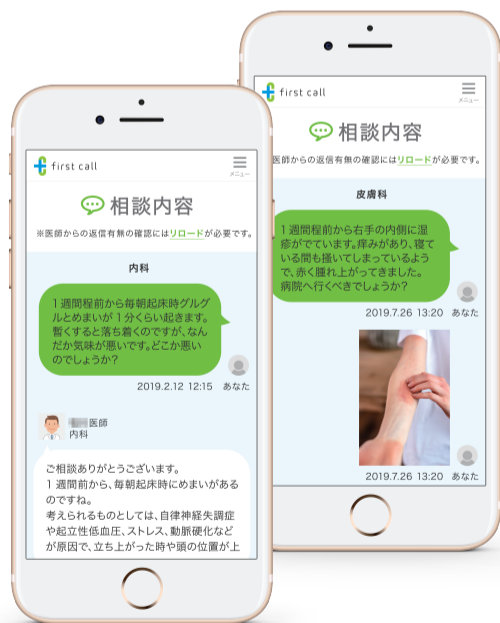 first call
メニュー
相談内容
※医師からの返信有無の確認にはリロードが必要です。
内科
1週間程前から毎朝起床時グルグ
ルとめまいが1分くらい起きます。
暫くすると落ち着くのですが、なん
だか気味が悪いです。どこか悪い
のでしょうか?
2019.2.12 12:15 あなた
医師
内科
ご相談ありがとうございます。
1週間前から、毎朝起床時にめまいがある
のですね。
考えられるものとしては、自律神経失調症
や起立性低血圧、ストレス、動脈硬化など
が原因で、立ち上がった時や頭の位置が上
first call
メニュー
相談内容
医師からの返信有無の確認にはリロードが必要です。
皮膚科
1週間程前から右手の内側に湿
疹がでています。痒みがあり、寝て
いる間も掻いてしまっているよう
で、赤く腫れ上がってきました。
病院へ行くべきでしょうか?
2019.7.26 13:20 あなた
2019.7.26 13:20 あなた